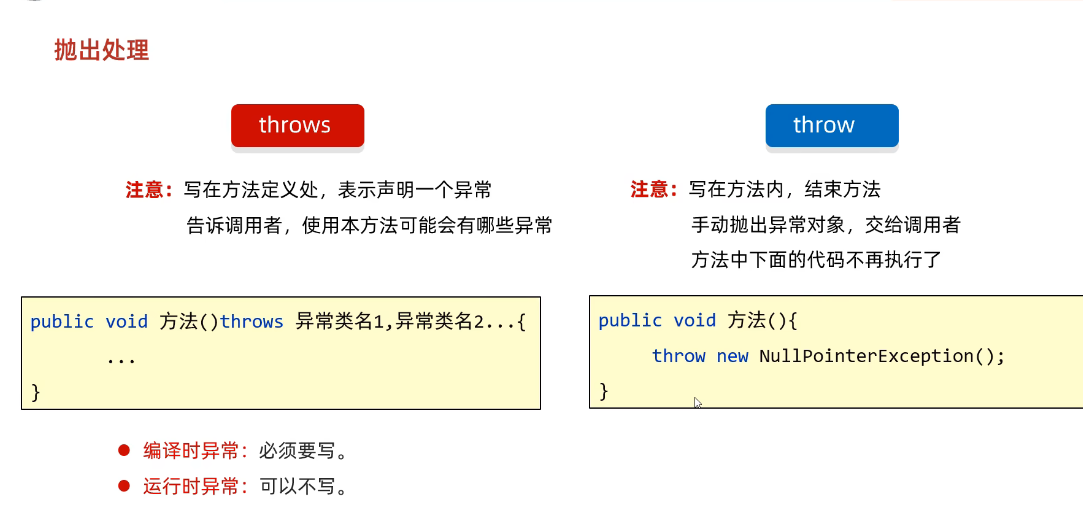 抛出处理
throws
注意：写在方法定义处，表示声明一个异常
告诉调用者，使用本方法可能会有哪些异常
public void 方法()throws 异常类名1,异常类名2...{
...
}
编译时异常：必须要写。
运行时异常：可以不写。
throw
注意：写在方法内，结束方法
手动抛出异常对象，交给调用者
方法中下面的代码不再执行了
public void 方法(){
throw new NullPointerException();
}